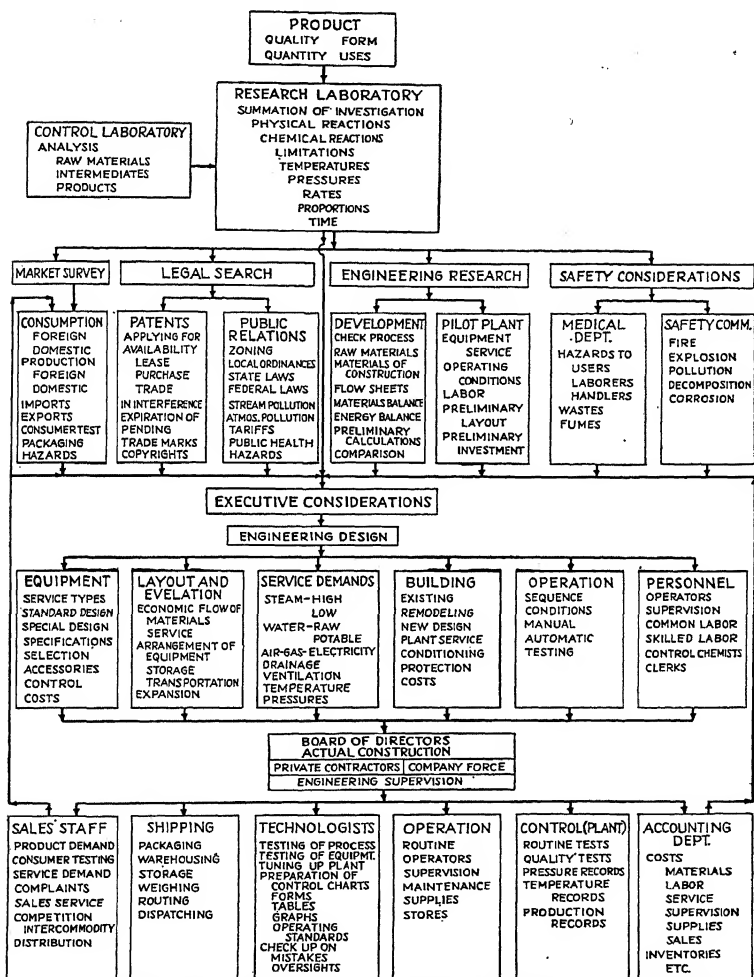 PRODUCT
QUALITY FORM
QUANTITY USES
RESEARCH LABORATORY
SUMMATION OF INVESTIGATION
PHYSICAL REACTIONS
CHEMICAL REACTIONS
LIMITATIONS
TEMPERATURES
PRESSURES
RATES
PROPORTIONS
TIME
CONTROL LABORATORY
ANALYSIS
RAW MATERIALS
INTERMEDIATES
PRODUCTS
MARKET SURVEY
LEGAL SEARCH
ENGINEERING RESEARCH
SAFETY CONSIDERATIONS
CONSUMPTION
FOREIGN
DOMESTIC
PRODUCTION
FOREIGN
DOMESTIC
IMPORTS
EXPORTS
CONSUMER TEST
PACKAGING
HAZARDS
PATENTS
APPLYING FOR
AVAILABILITY
LEASE
PURCHASE
TRADE
IN INTERFERENCE
EXPIRATION OF
PENDING
TRADE MARKS
COPYRIGHTS
PUBLIC
RELATIONS
ZONING
LOCAL ORDINANCES
STATE LAWS
FEDERAL LAWS
STREAM POLLUTION
ATMOS. POLLUTION
TARIFFS
PUBLIC HEALTH
HAZARDS
DEVELOPMENT
CHECK PROCESS
RAW MATERIALS
MATERIALS OF
CONSTRUCTION
FLOW SHEETS
MATERIALS BALANCE
ENERGY BALANCE
PRELIMINARY
CALCULATIONS
COMPARISON
PILOT PLANT
EQUIPMENT
SERVICE
OPERATING
CONDITIONS
LABOR
PRELIMINARY
LAYOUT
PRELIMINARY
INVESTMENT
MEDICAL
DEPT.
HAZARDS TO
USERS
LABORERS
HANDLERS
WASTES
FUMES
SAFETY COMM.
FIRE
EXPLOSION
POLLUTION
DECOMPOSITION
CORROSION
EXECUTIVE CONSIDERATIONS
ENGINEERING DESIGN
EQUIPMENT
SERVICE TYPES
STANDARD DESIGN
SPECIAL DESIGN
SPECIFICATIONS
SELECTION
ACCESSORIES
CONTROL
COSTS
LAYOUT AND
EVELATION
ECONOMIC FLOW OF
MATERIALS
SERVICE
ARRANGEMENT OF
EQUIPMENT
STORAGE
TRANSPORTATION
EXPANSION
SERVICE DEMANDS
STEAM-HIGH
LOW
WATER-RAW
POTABLE
AIR-GAS-ELECTRICITY
DRAINAGE
VENTILATION
TEMPERATURE
PRESSURES
BUILDING
EXISTING
REMODELING
NEW DESIGN
PLANT SERVICE
CONDITIONING
PROTECTION
COSTS
OPERATION
SEQUENCE
CONDITIONS
MANUAL
AUTOMATIC
TESTING
PERSONNEL
OPERATORS
SUPERVISION
COMMON LABOR
SKILLED LABOR
CONTROL CHEMISTS
CLERKS
BOARD OF DIRECTORS
ACTUAL CONSTRUCTION
PRIVATE CONTRACTORS COMPANY FORCE
ENGINEERING SUPERVISION
SALES STAFF
PRODUCT DEMAND
CONSUMER TESTING
SERVICE DEMAND
COMPLAINTS
SALES SERVICE
COMPETITION
INTERCOMMODITY
DISTRIBUTION
SHIPPING
PACKAGING
WAREHOUSING
STORAGE
WEIGHING
ROUTING
DISPATCHING
TECHNOLOGISTS
TESTING OF PROCESS
TESTING OF EQUIPMT.
TUNING UP PLANT
PREPARATION OF
CONTROL CHARTS
FORMS
TABLES
GRAPHS
OPERATING
STANDARDS
CHECK UP ON
MISTAKES
OVERSIGHTS
OPERATION
ROUTINE
OPERATORS
SUPERVISION
MAINTENANCE
SUPPLIES
STORES
CONTROL (PLANT)
ROUTINE TESTS
QUALITY TESTS
PRESSURE RECORDS
TEMPERATURE
RECORDS
PRODUCTION
RECORDS
ACCOUNTING
DEPT.
COSTS
MATERIALS
LABOR
SERVICE
SUPERVISION
SUPPLIES
SALES
INVENTORIES
ETC.